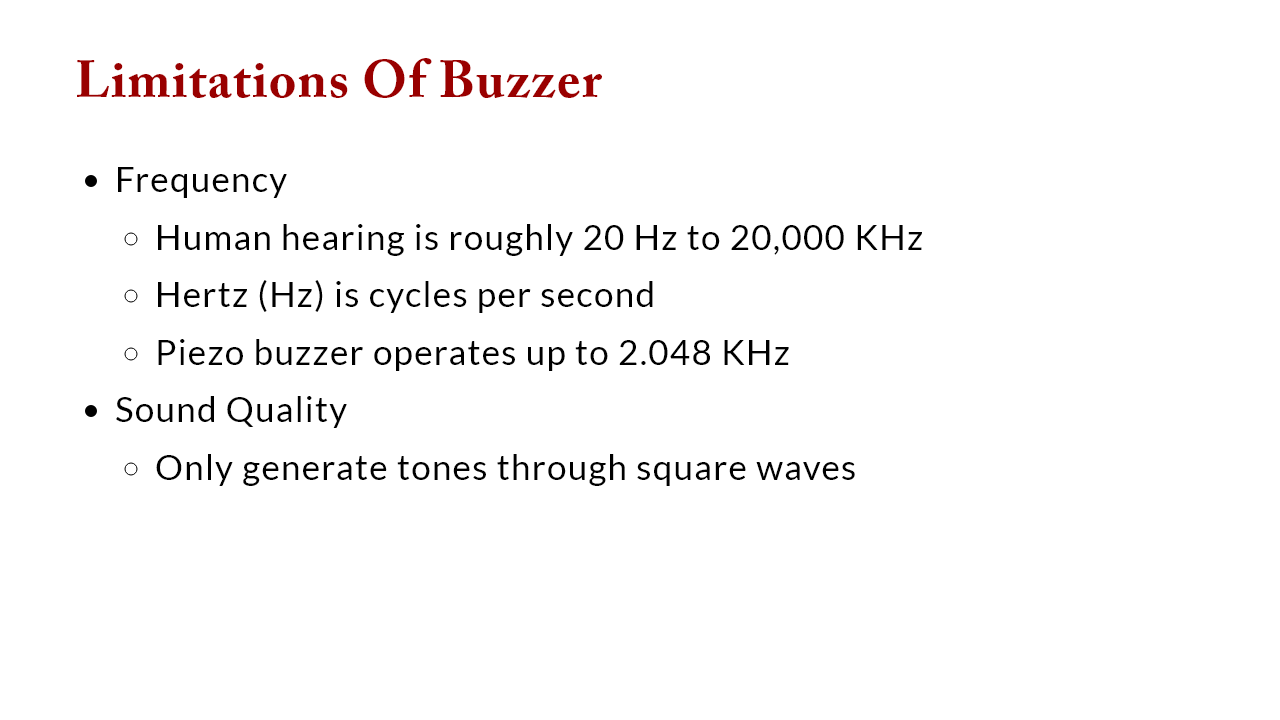 Limitations Of Buzzer
• Frequency
○ Human hearing is roughly 20 Hz to 20,000 KHz
○ Hertz (Hz) is cycles per second
○ Piezo buzzer operates up to 2.048 KHz
• Sound Quality
○ Only generate tones through square waves